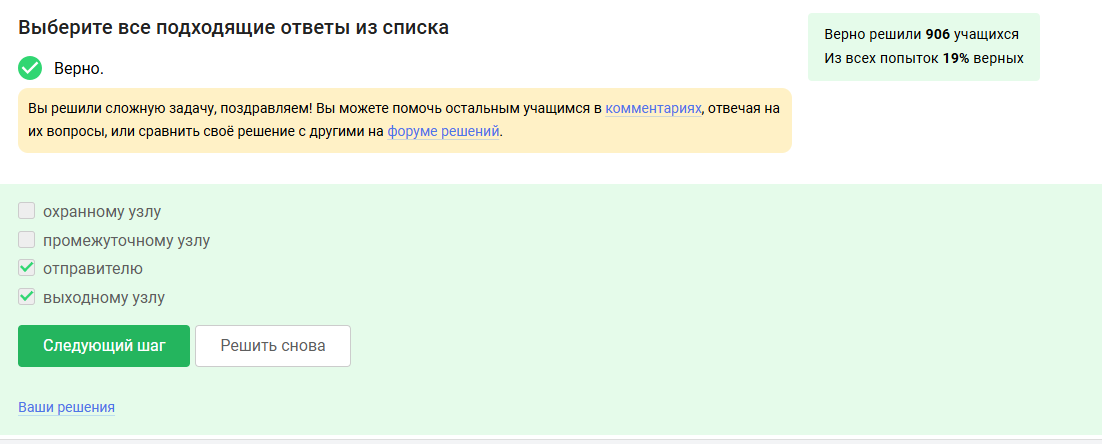 Выберите все подходящие ответы из списка
Верно решили 906 учащихся
Из всех попыток 19% верных
Верно.
Вы решили сложную задачу, поздравляем! Вы можете помочь остальным учащимся в комментариях, отвечая на
их вопросы, или сравнить своё решение с другими на форуме решений.
охранному узлу
промежуточному узлу
отправителю
выходному узлу
Следующий шаг
Решить снова
Ваши решения